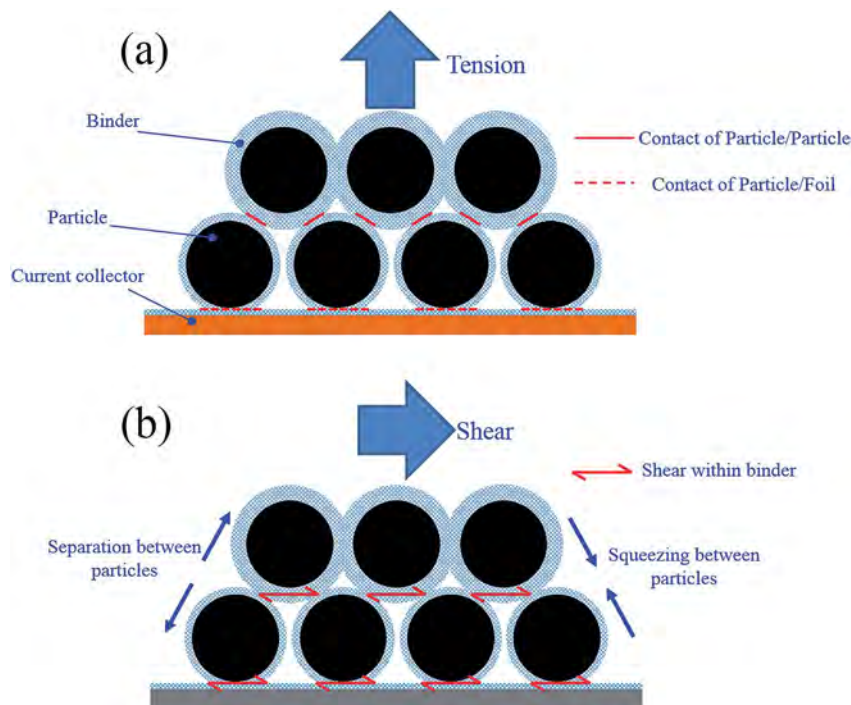 (a)
Tension
Binder
Contact of Particle/Particle
Contact of Particle/Foil
Particle
Current collector
(b)
Shear
Shear within binder
Separation between
particles
Squeezing between
particles